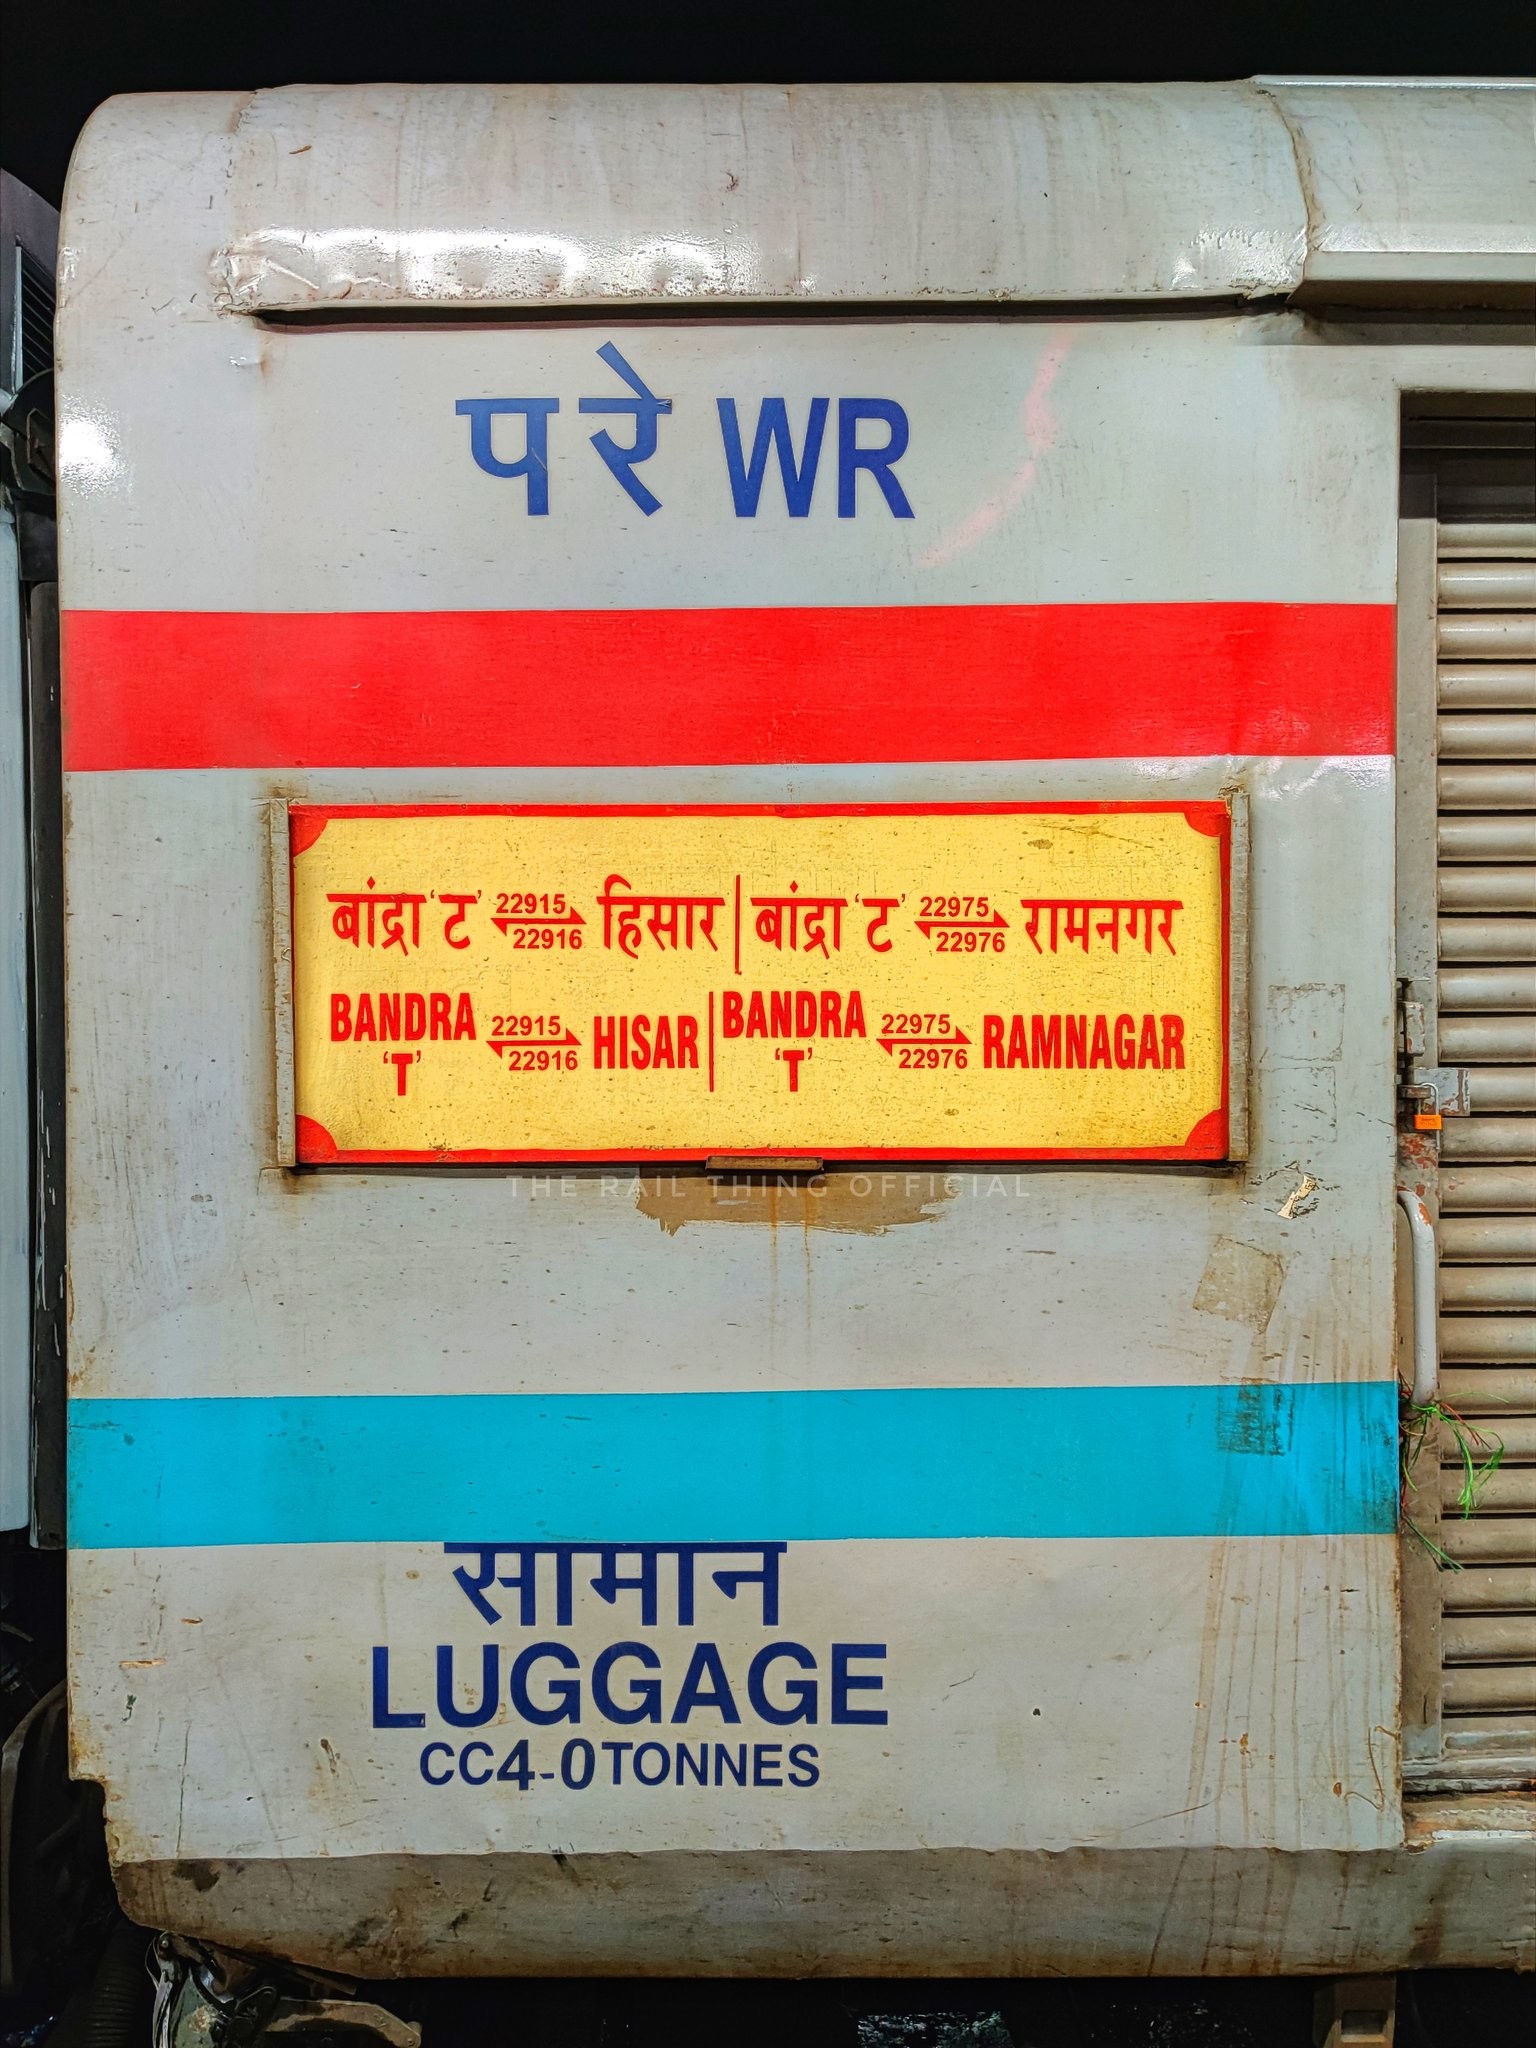 प रे WR
बांद्रा 'ट' 22915 22916 हिसार | बांद्रा 'ट' 22975 22976 रामनगर
BANDRA 'T' 22915 22916 HISAR | BANDRA 'T' 22975 22976 RAMNAGAR
THE RAIL THING OFFICIAL
सामान
LUGGAGE
CC4-0TONNES